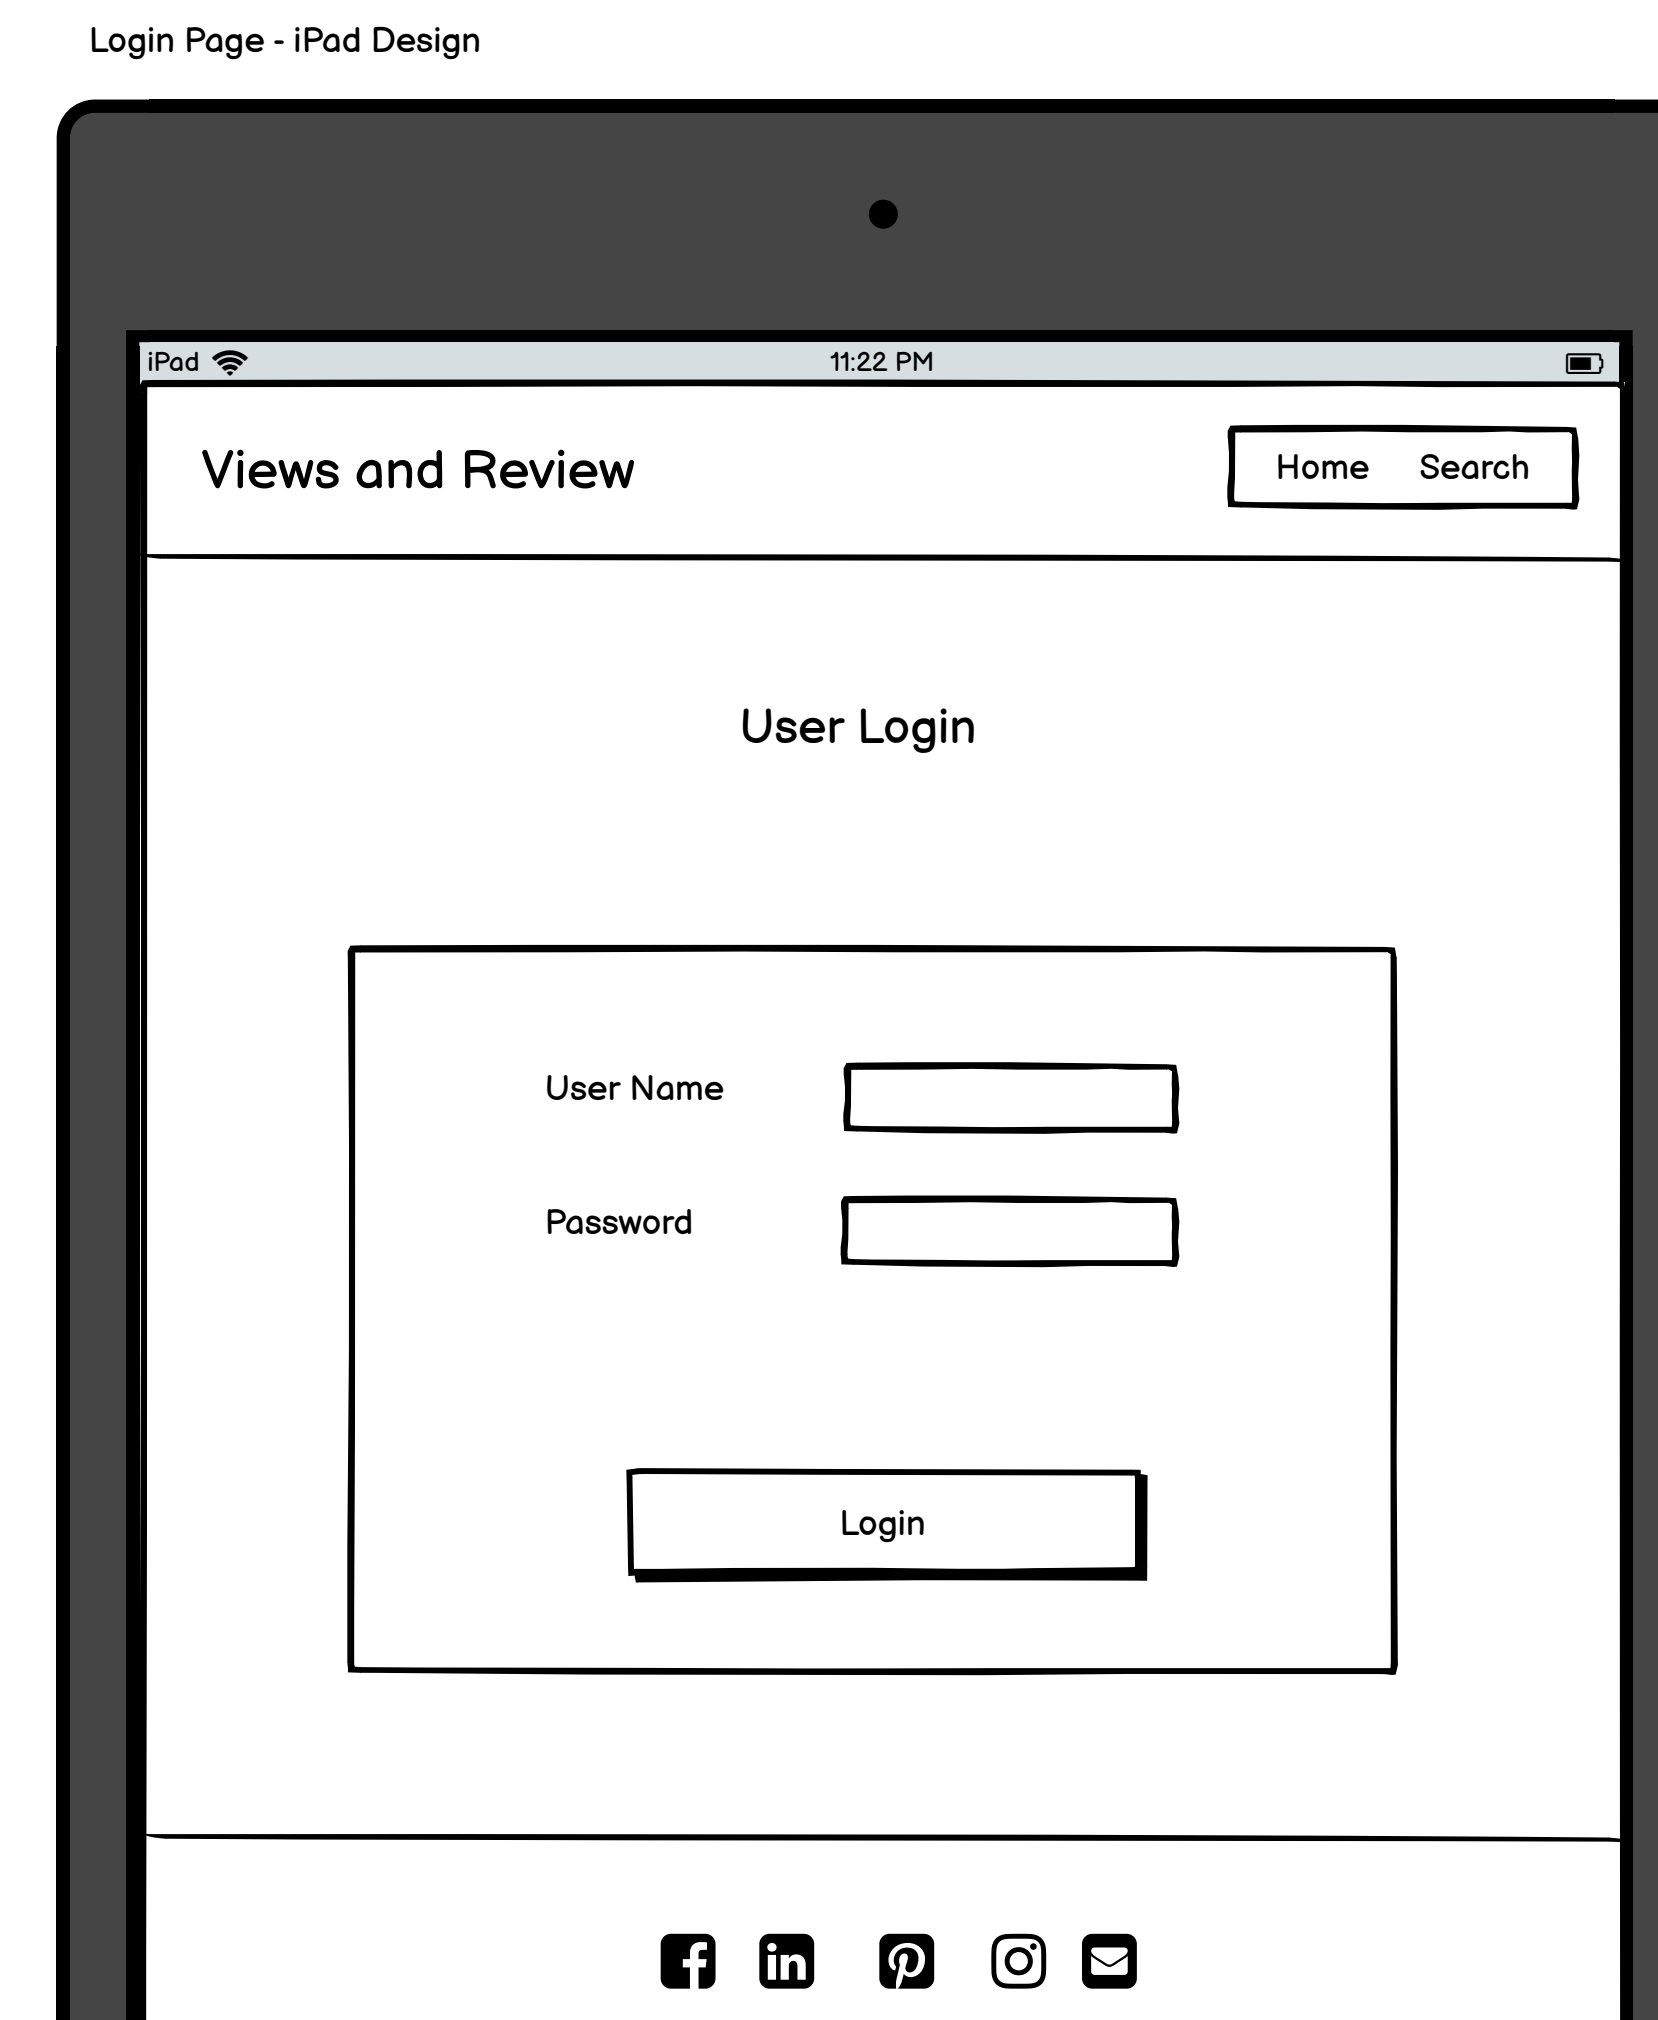 Login Page - iPad Design
iPad 11:22 PM
Views and Review Home Search
User Login
User Name
Password
Login